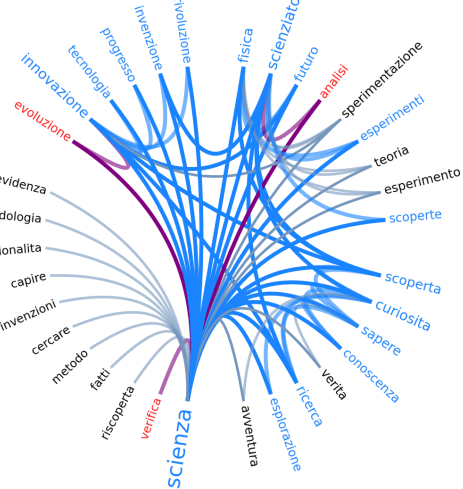 rivoluzione
invenzione
progresso
tecnologia
innovazione
evoluzione
evidenza
dologia
ionalita
capire
invenzioni
cercare
metodo
fatti
riscoperta
verifica
scienza
avventura
esplorazione
ricerca
verita
conoscenza
sapere
curiosita
scoperta
scoperte
esperimento
teoria
esperimenti
sperimentazione
analisi
futuro
scienziato
fisica